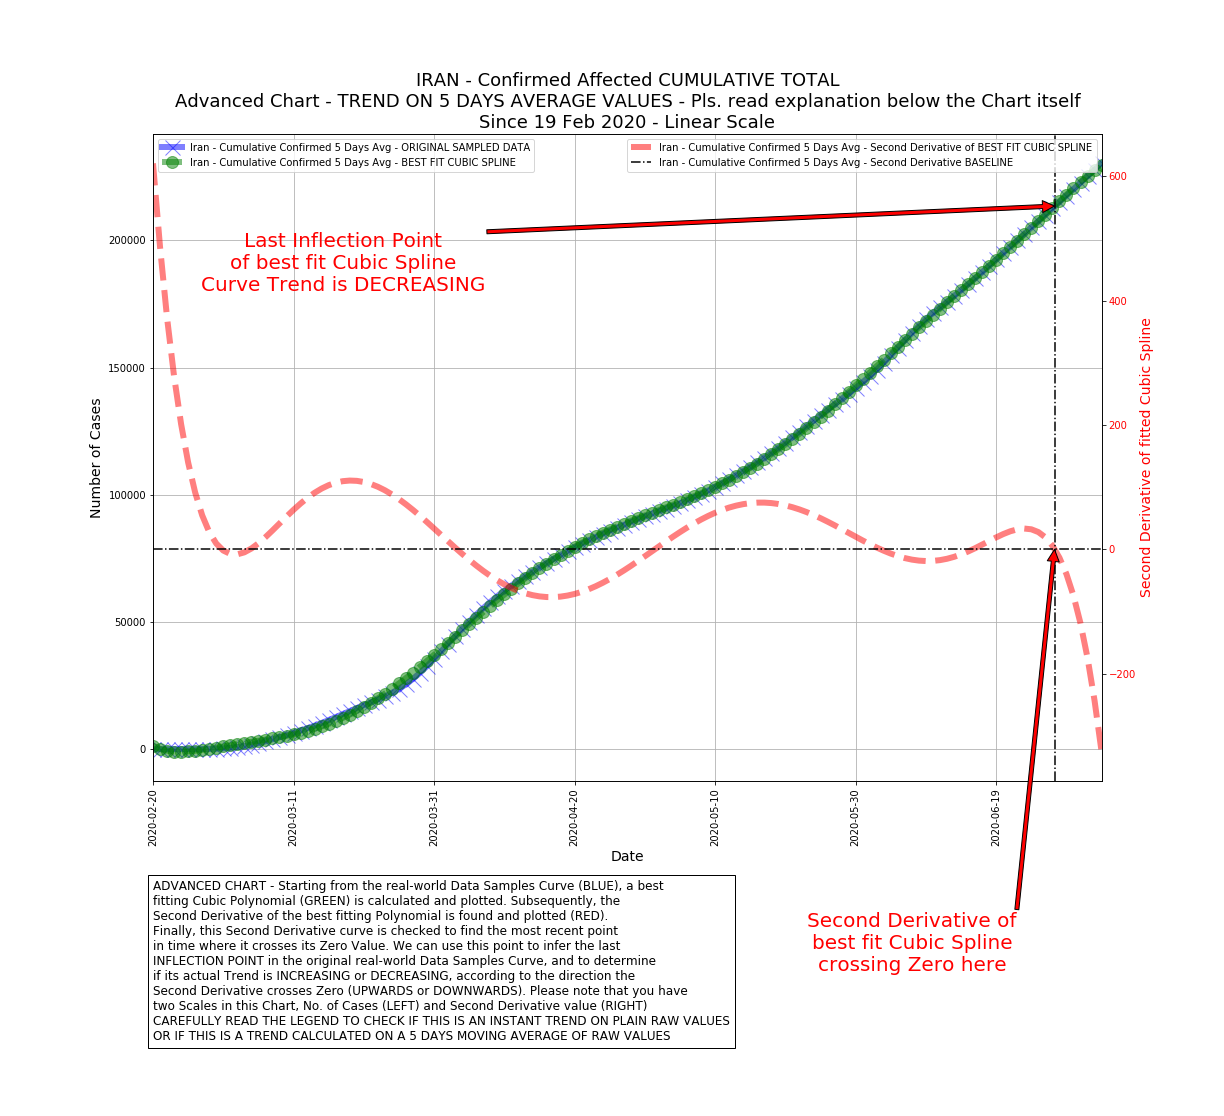 IRAN - Confirmed Affected CUMULATIVE TOTAL
Advanced Chart - TREND ON 5 DAYS AVERAGE VALUES - Pls. read explanation below the Chart itself
Since 19 Feb 2020 - Linear Scale
Iran - Cumulative Confirmed 5 Days Avg - ORIGINAL SAMPLED DATA
Iran - Cumulative Confirmed 5 Days Avg - BEST FIT CUBIC SPLINE
Iran - Cumulative Confirmed 5 Days Avg - Second Derivative of BEST FIT CUBIC SPLINE
Iran - Cumulative Confirmed 5 Days Avg - Second Derivative BASELINE
Last Inflection Point
of best fit Cubic Spline
Curve Trend is DECREASING
Number of Cases
200000
150000
100000
50000
0
600
400
200
0
−200
Second Derivative of fitted Cubic Spline
2020-02-20
2020-03-11
2020-03-31
2020-04-20
2020-05-10
2020-05-30
2020-06-19
Date
ADVANCED CHART - Starting from the real-world Data Samples Curve (BLUE), a best
fitting Cubic Polynomial (GREEN) is calculated and plotted. Subsequently, the
Second Derivative of the best fitting Polynomial is found and plotted (RED).
Finally, this Second Derivative curve is checked to find the most recent point
in time where it crosses its Zero Value. We can use this point to infer the last
INFLECTION POINT in the original real-world Data Samples Curve, and to determine
if its actual Trend is INCREASING or DECREASING, according to the direction the
Second Derivative crosses Zero (UPWARDS or DOWNWARDS). Please note that you have
two Scales in this Chart, No. of Cases (LEFT) and Second Derivative value (RIGHT)
CAREFULLY READ THE LEGEND TO CHECK IF THIS IS AN INSTANT TREND ON PLAIN RAW VALUES
OR IF THIS IS A TREND CALCULATED ON A 5 DAYS MOVING AVERAGE OF RAW VALUES
Second Derivative of
best fit Cubic Spline
crossing Zero here